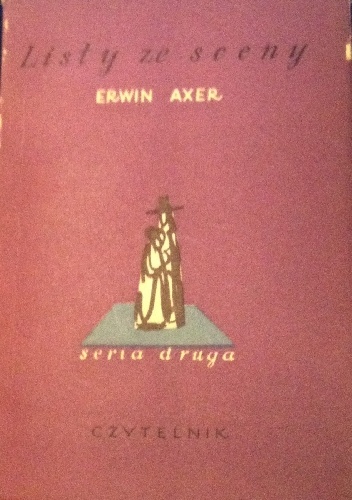 Listy ze sceny
ERWIN AXER
seria druga
CZYTELNIK